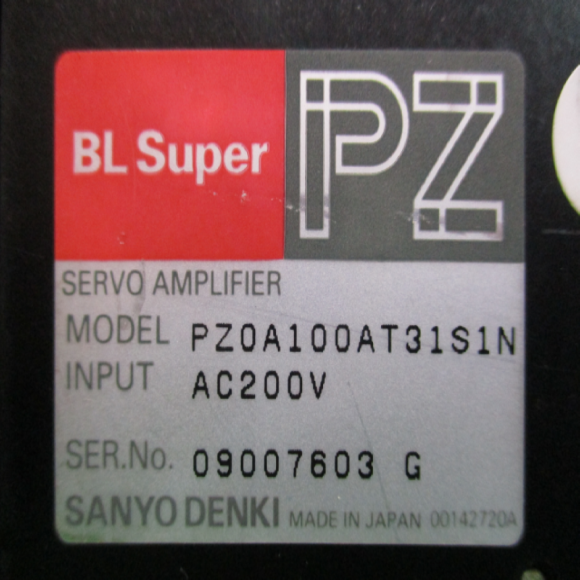 BL Super PZ
SERVO AMPLIFIER
MODEL PZ0A100AT31S1N
INPUT AC200V
SER.No. 09007603 G
SANYO DENKI MADE IN JAPAN 00142720A